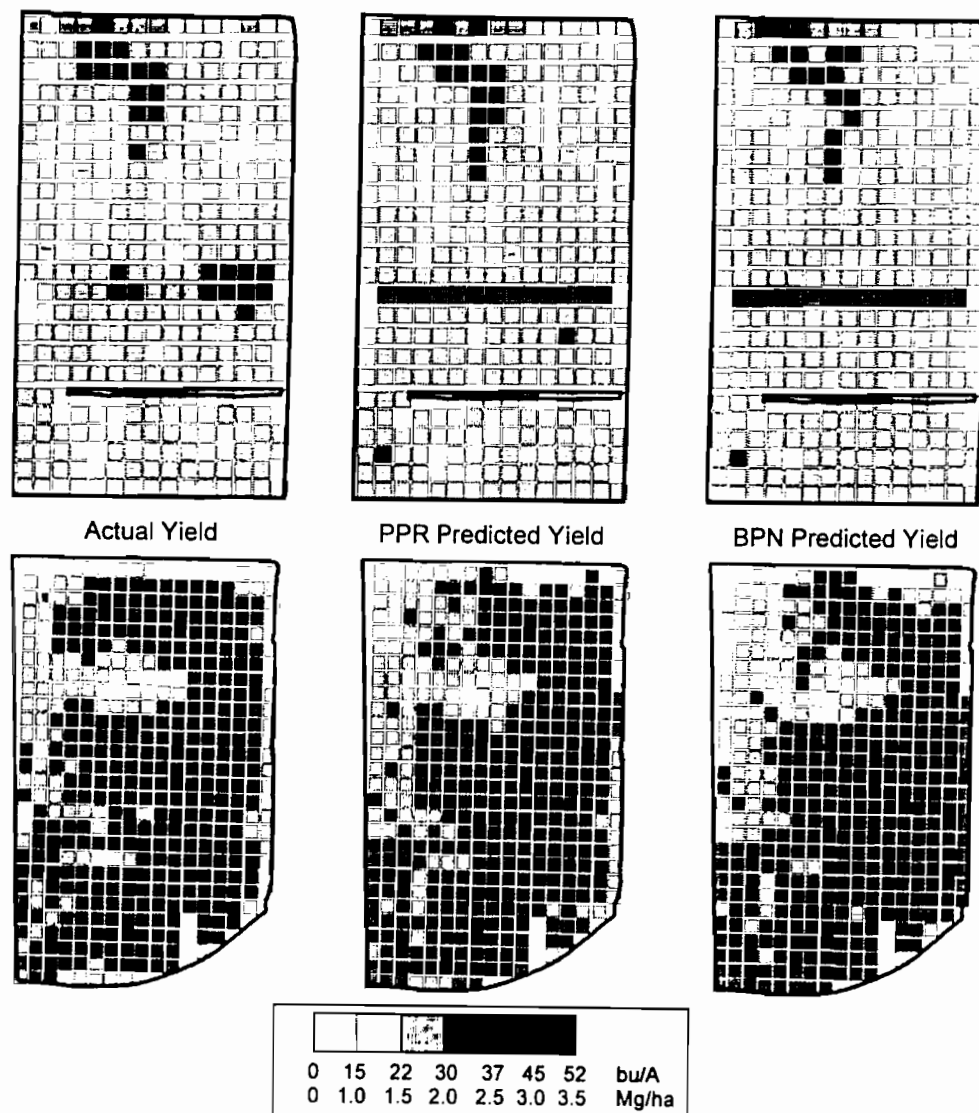 Actual Yield PPR Predicted Yield BPN Predicted Yield
0 15 22 30 37 45 52 bu/A
0 1.0 1.5 2.0 2.5 3.0 3.5 Mg/ha